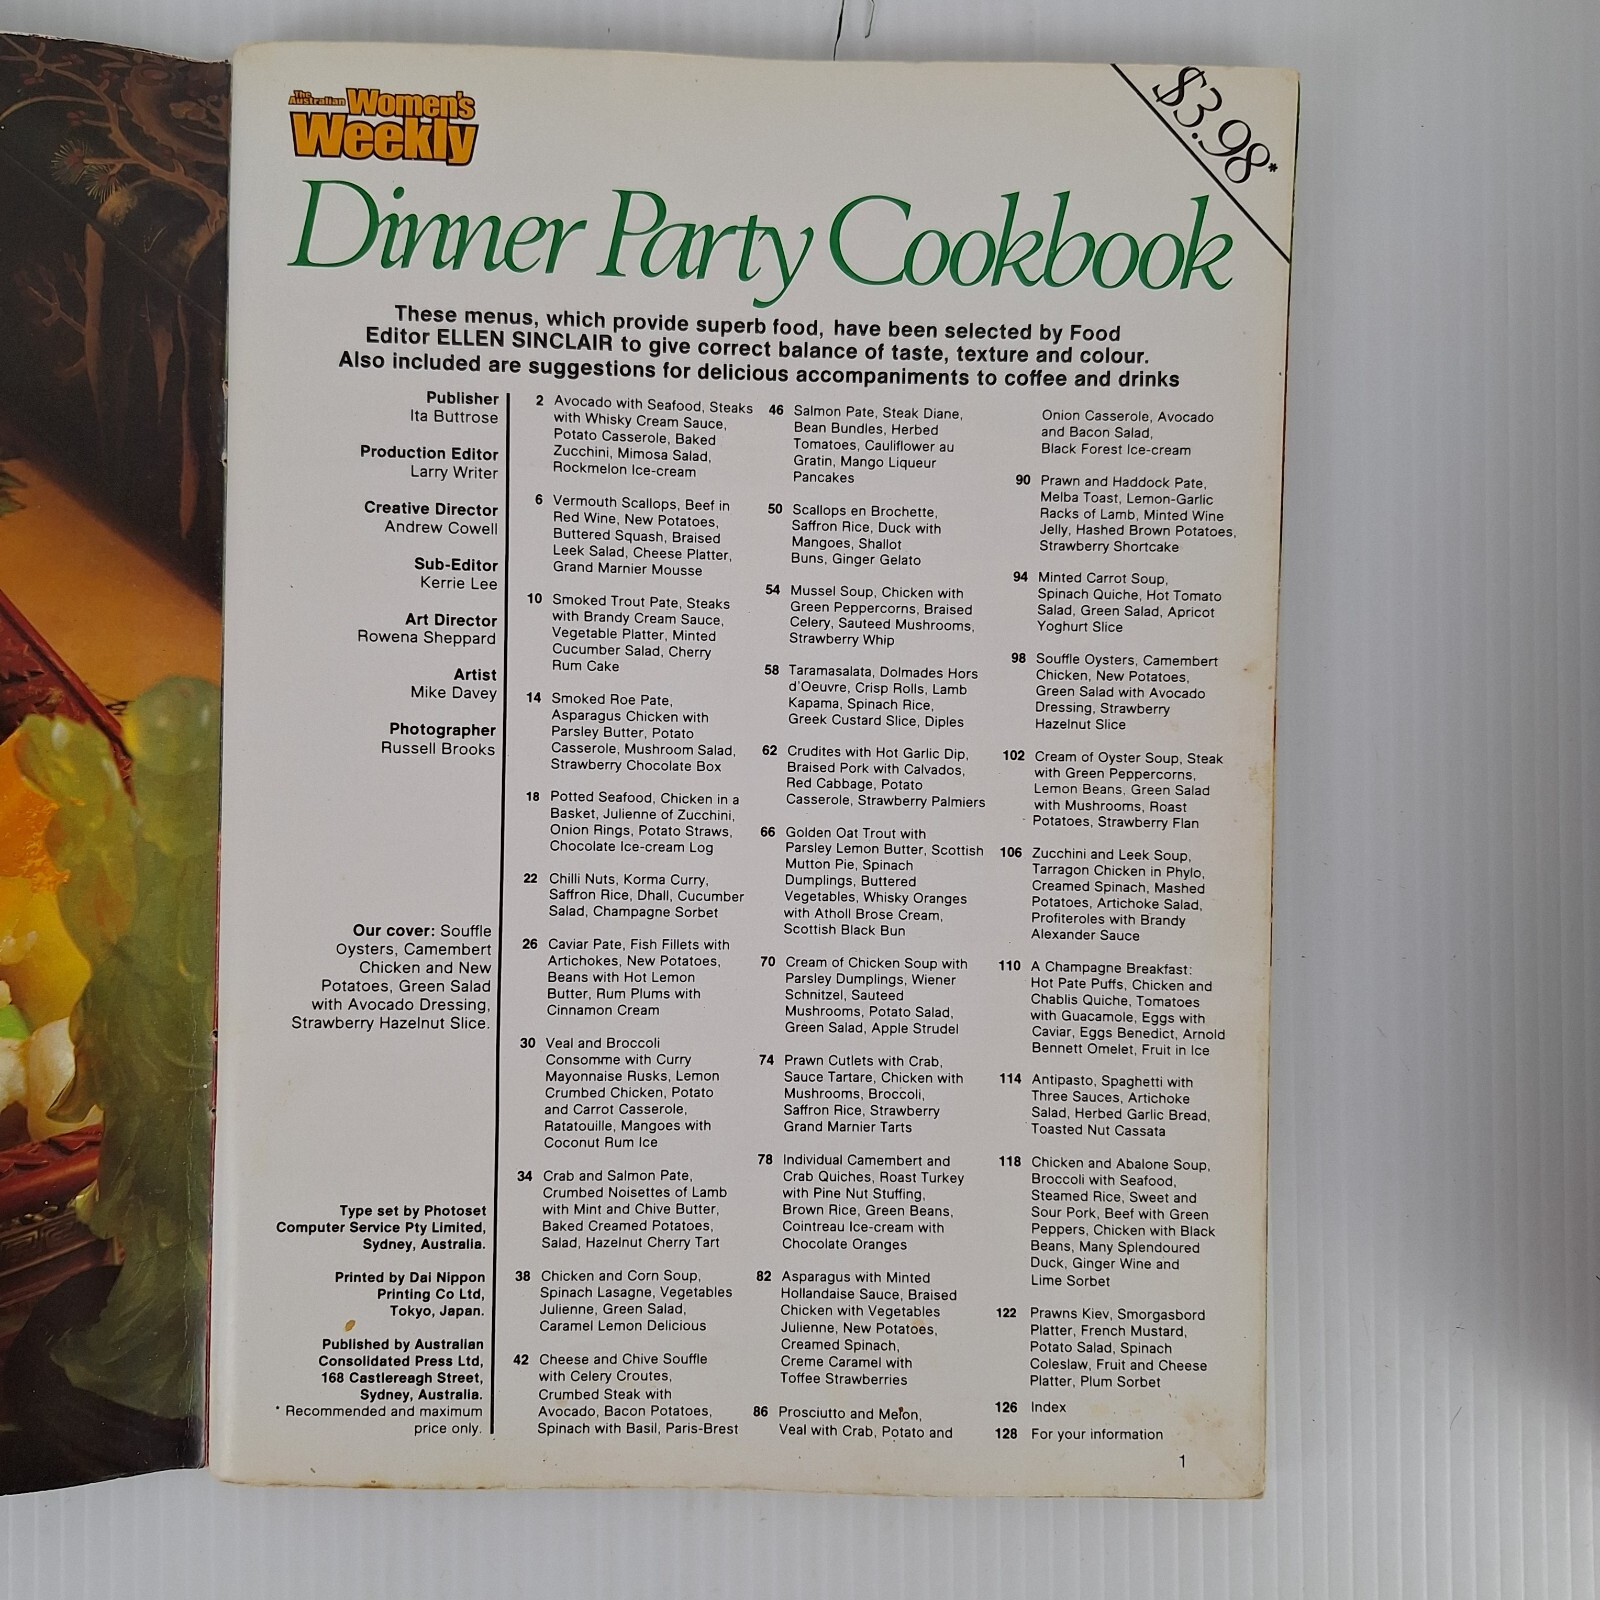 The Australian Women's Weekly
$3.98*
Dinner Party Cookbook
These menus, which provide superb food, have been selected by Food
Editor ELLEN SINCLAIR to give correct balance of taste, texture and colour.
Also included are suggestions for delicious accompaniments to coffee and drinks
Publisher
Ita Buttrose
Production Editor
Larry Writer
Creative Director
Andrew Cowell
Sub-Editor
Kerrie Lee
Art Director
Rowena Sheppard
Artist
Mike Davey
Photographer
Russell Brooks
Our cover: Souffle
Oysters, Camembert
Chicken and New
Potatoes, Green Salad
with Avocado Dressing,
Strawberry Hazelnut Slice.
Type set by Photoset
Computer Service Pty Limited,
Sydney, Australia.
Printed by Dai Nippon
Printing Co Ltd,
Tokyo, Japan.
Published by Australian
Consolidated Press Ltd,
168 Castlereagh Street,
Sydney, Australia.
* Recommended and maximum
price only.
2 Avocado with Seafood, Steaks
with Whisky Cream Sauce,
Potato Casserole, Baked
Zucchini, Mimosa Salad,
Rockmelon Ice-cream
6 Vermouth Scallops, Beef in
Red Wine, New Potatoes,
Buttered Squash, Braised
Leek Salad, Cheese Platter,
Grand Marnier Mousse
10 Smoked Trout Pate, Steaks
with Brandy Cream Sauce,
Vegetable Platter, Minted
Cucumber Salad, Cherry
Rum Cake
14 Smoked Roe Pate,
Asparagus Chicken with
Parsley Butter, Potato
Casserole, Mushroom Salad,
Strawberry Chocolate Box
18 Potted Seafood, Chicken in a
Basket, Julienne of Zucchini,
Onion Rings, Potato Straws,
Chocolate Ice-cream Log
22 Chilli Nuts, Korma Curry,
Saffron Rice, Dhall, Cucumber
Salad, Champagne Sorbet
26 Caviar Pate, Fish Fillets with
Artichokes, New Potatoes,
Beans with Hot Lemon
Butter, Rum Plums with
Cinnamon Cream
30 Veal and Broccoli
Consomme with Curry
Mayonnaise Rusks, Lemon
Crumbed Chicken, Potato
and Carrot Casserole,
Ratatouille, Mangoes with
Coconut Rum Ice
34 Crab and Salmon Pate,
Crumbed Noisettes of Lamb
with Mint and Chive Butter,
Baked Creamed Potatoes,
Salad, Hazelnut Cherry Tart
38 Chicken and Corn Soup,
Spinach Lasagne, Vegetables
Julienne, Green Salad,
Caramel Lemon Delicious
42 Cheese and Chive Souffle
with Celery Croutes,
Crumbed Steak with
Avocado, Bacon Potatoes,
Spinach with Basil, Paris-Brest
46 Salmon Pate, Steak Diane,
Bean Bundles, Herbed
Tomatoes, Cauliflower au
Gratin, Mango Liqueur
Pancakes
50 Scallops en Brochette,
Saffron Rice, Duck with
Mangoes, Shallot
Buns, Ginger Gelato
54 Mussel Soup, Chicken with
Green Peppercorns, Braised
Celery, Sauteed Mushrooms,
Strawberry Whip
58 Taramasalata, Dolmades Hors
d'Oeuvre, Crisp Rolls, Lamb
Kapama, Spinach Rice,
Greek Custard Slice, Diples
62 Crudites with Hot Garlic Dip,
Braised Pork with Calvados,
Red Cabbage, Potato
Casserole, Strawberry Palmiers
66 Golden Oat Trout with
Parsley Lemon Butter, Scottish
Mutton Pie, Spinach
Dumplings, Buttered
Vegetables, Whisky Oranges
with Atholl Brose Cream,
Scottish Black Bun
70 Cream of Chicken Soup with
Parsley Dumplings, Wiener
Schnitzel, Sauteed
Mushrooms, Potato Salad,
Green Salad, Apple Strudel
74 Prawn Cutlets with Crab,
Sauce Tartare, Chicken with
Mushrooms, Broccoli,
Saffron Rice, Strawberry
Grand Marnier Tarts
78 Individual Camembert and
Crab Quiches, Roast Turkey
with Pine Nut Stuffing,
Brown Rice, Green Beans,
Cointreau Ice-cream with
Chocolate Oranges
82 Asparagus with Minted
Hollandaise Sauce, Braised
Chicken with Vegetables
Julienne, New Potatoes,
Creamed Spinach,
Creme Caramel with
Toffee Strawberries
86 Prosciutto and Melon,
Veal with Crab, Potato and
Onion Casserole, Avocado
and Bacon Salad,
Black Forest Ice-cream
90 Prawn and Haddock Pate,
Melba Toast, Lemon-Garlic
Racks of Lamb, Minted Wine
Jelly, Hashed Brown Potatoes,
Strawberry Shortcake
94 Minted Carrot Soup,
Spinach Quiche, Hot Tomato
Salad, Green Salad, Apricot
Yoghurt Slice
98 Souffle Oysters, Camembert
Chicken, New Potatoes,
Green Salad with Avocado
Dressing, Strawberry
Hazelnut Slice
102 Cream of Oyster Soup, Steak
with Green Peppercorns,
Lemon Beans, Green Salad
with Mushrooms, Roast
Potatoes, Strawberry Flan
106 Zucchini and Leek Soup,
Tarragon Chicken in Phylo,
Creamed Spinach, Mashed
Potatoes, Artichoke Salad,
Profiteroles with Brandy
Alexander Sauce
110 A Champagne Breakfast:
Hot Pate Puffs, Chicken and
Chablis Quiche, Tomatoes
with Guacamole, Eggs with
Caviar, Eggs Benedict, Arnold
Bennett Omelet, Fruit in Ice
114 Antipasto, Spaghetti with
Three Sauces, Artichoke
Salad, Herbed Garlic Bread,
Toasted Nut Cassata
118 Chicken and Abalone Soup,
Broccoli with Seafood,
Steamed Rice, Sweet and
Sour Pork, Beef with Green
Peppers, Chicken with Black
Beans, Many Splendoured
Duck, Ginger Wine and
Lime Sorbet
122 Prawns Kiev, Smorgasbord
Platter, French Mustard,
Potato Salad, Spinach
Coleslaw, Fruit and Cheese
Platter, Plum Sorbet
126 Index
128 For your information
1